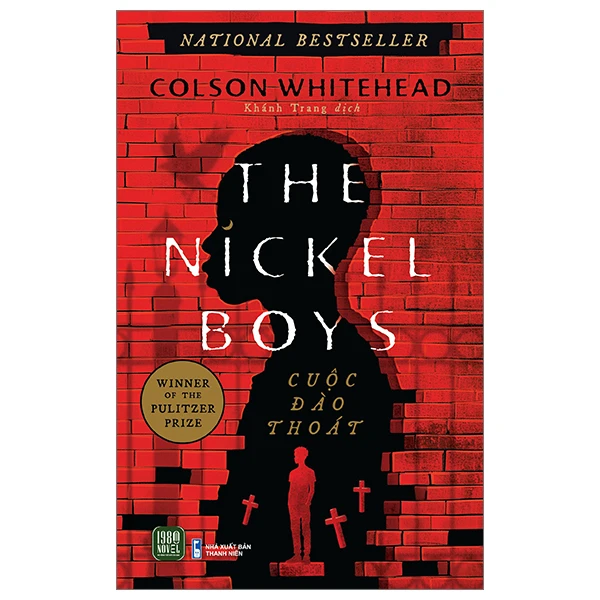 NATIONAL BESTSELLER
COLSON WHITEHEAD
Khánh Trang dịch
THE
NICKEL
BOYS
CUỘC
ĐÀO
THOÁT
WINNER
OF THE
PULITZER
PRIZE
1980
NOVEL
NHÀ XUẤT BẢN
THANH NIÊN